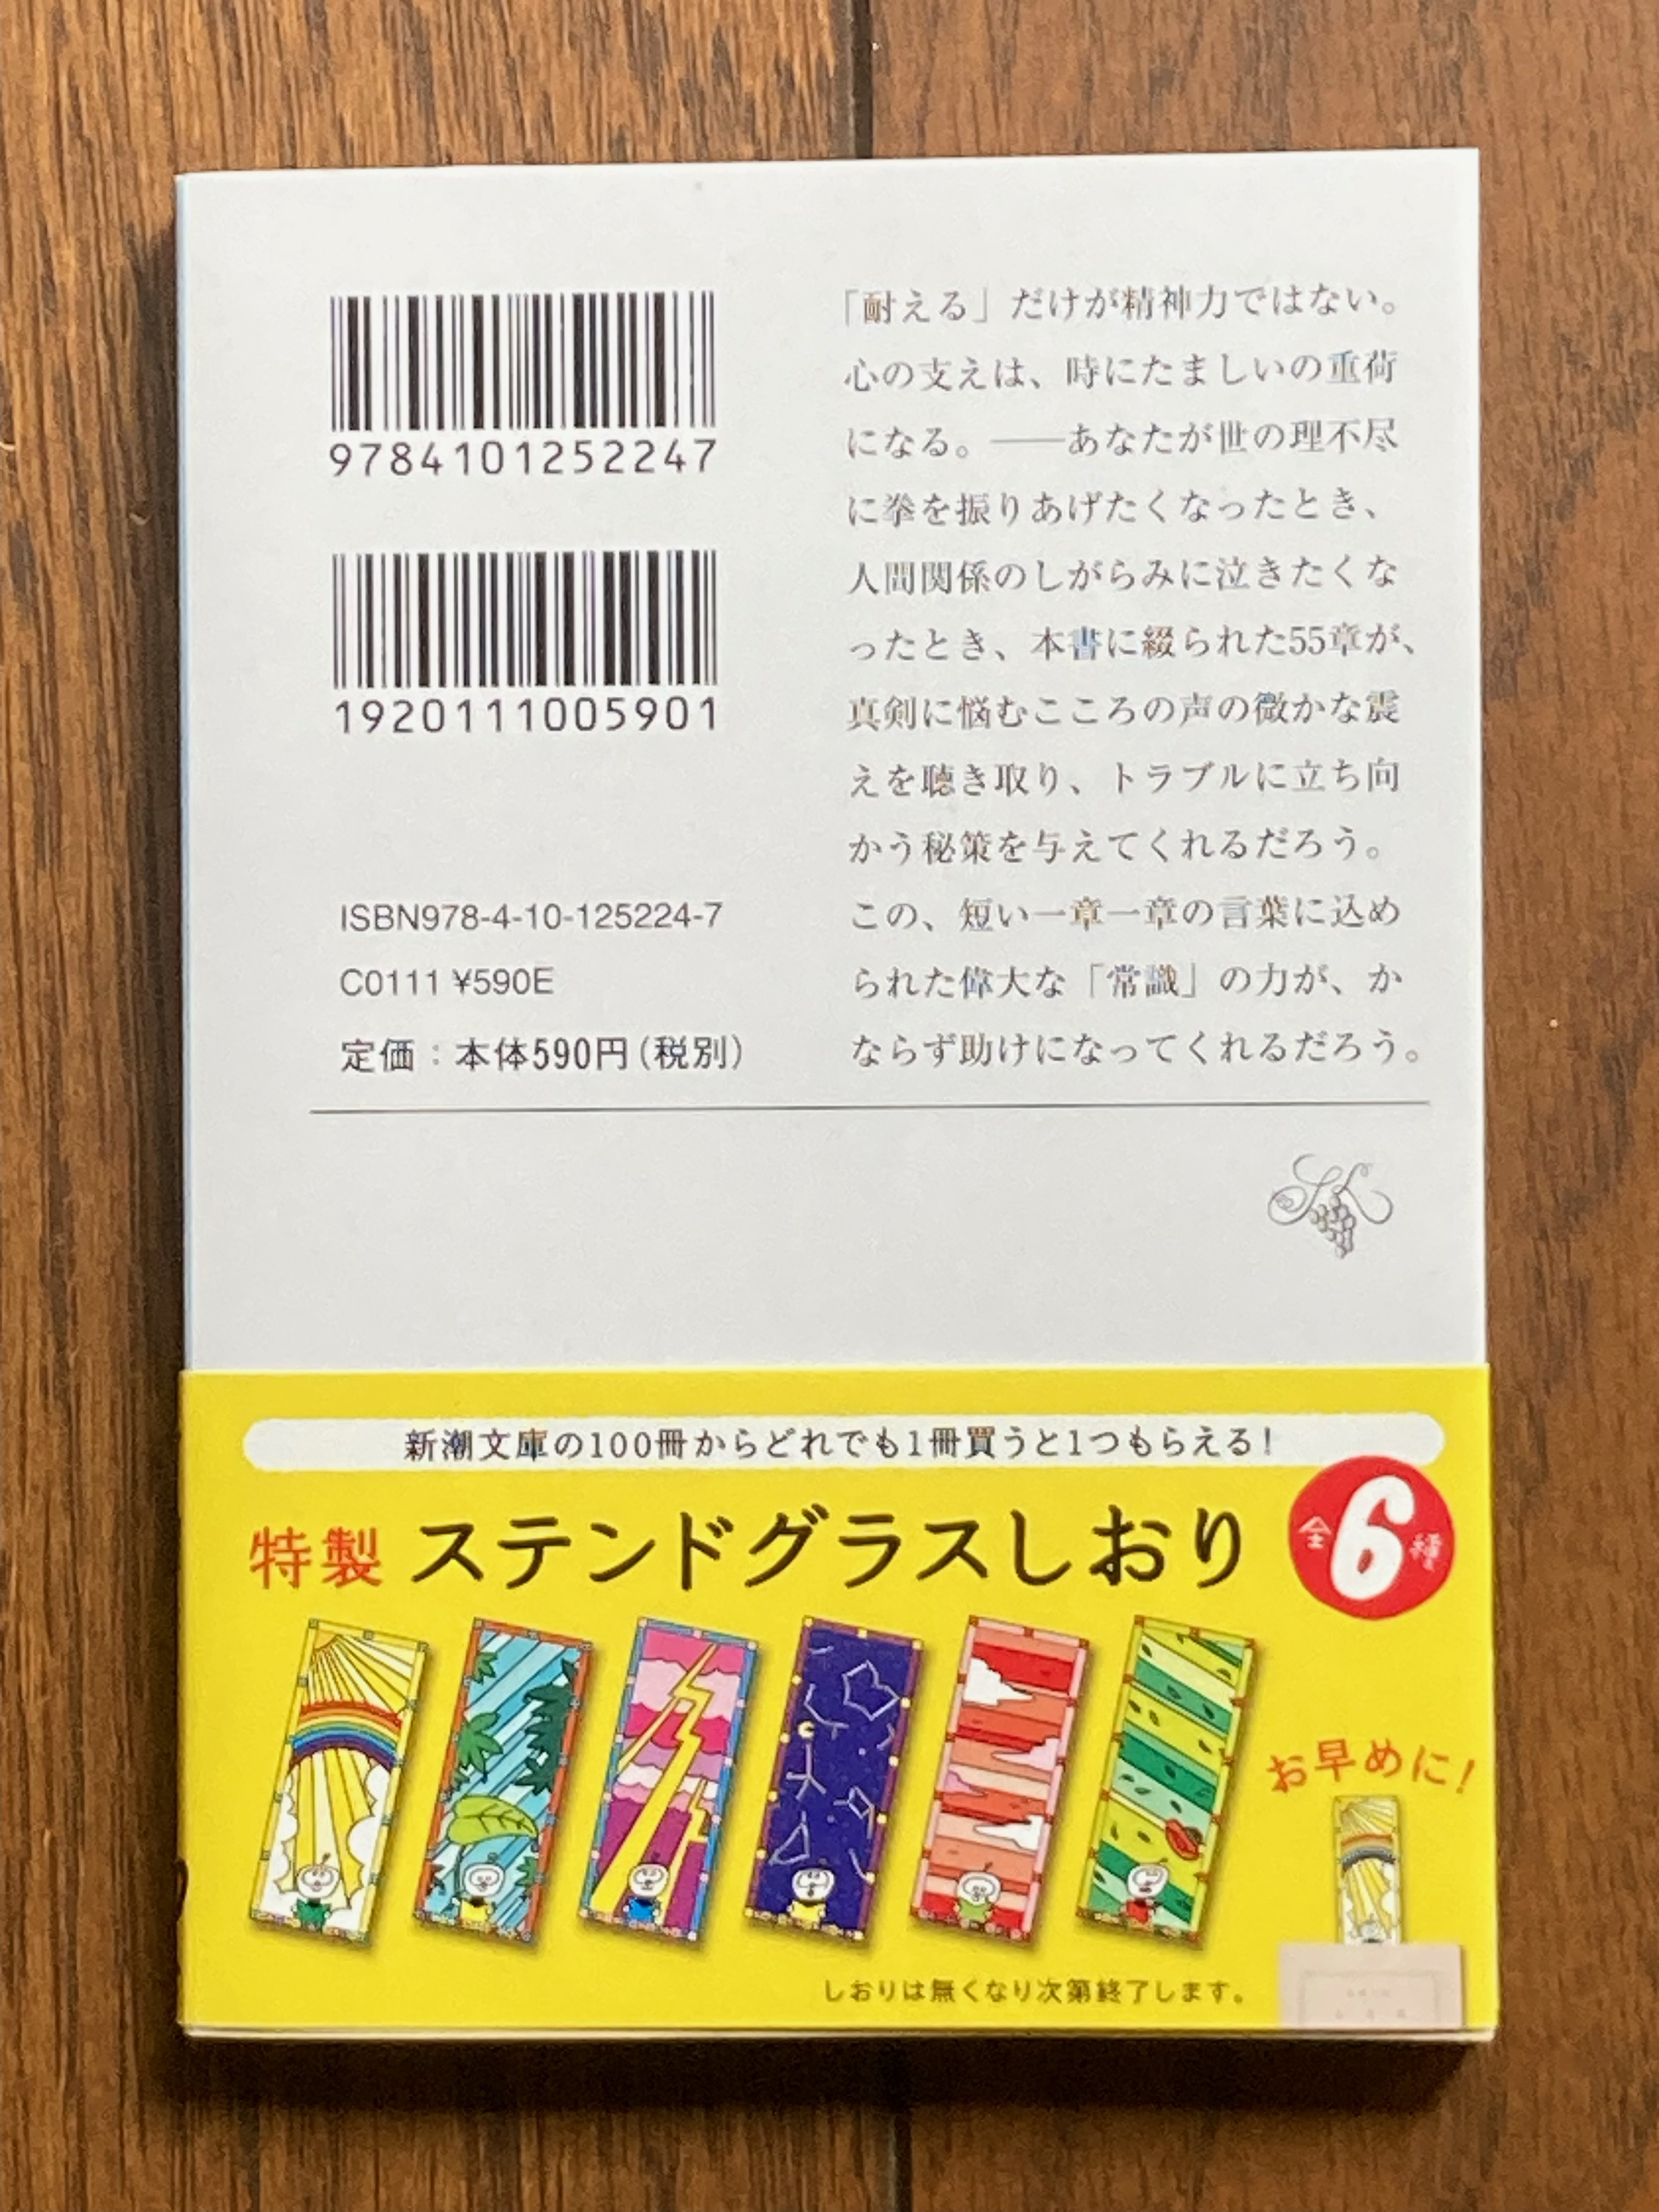 9784101252247
1920111005901
ISBN978-4-10-125224-7
C0111 ¥590E
定価：本体590円（税別）
「耐える」だけが精神力ではない。
心の支えは、時にたましいの重荷
になる。――あなたが世の理不尽
に拳を振りあげたくなったとき、
人間関係のしがらみに泣きたくな
ったとき、本書に綴られた55章が、
真剣に悩むこころの声の微かな震
えを聴き取り、トラブルに立ち向
かう秘策を与えてくれるだろう。
この、短い一章一章の言葉に込め
られた偉大な「常識」の力が、か
ならず助けになってくれるだろう。
新潮文庫の100冊からどれでも1冊買うと1つもらえる！
特製 ステンドグラスしおり
全6種
お早めに！
しおりは無くなり次第終了します。